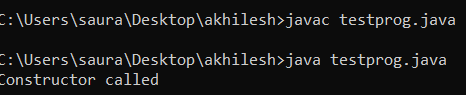 C:\Users\saura\Desktop\akhilesh>javac testprog.java
C:\Users\saura\Desktop\akhilesh>java testprog.java
Constructor called